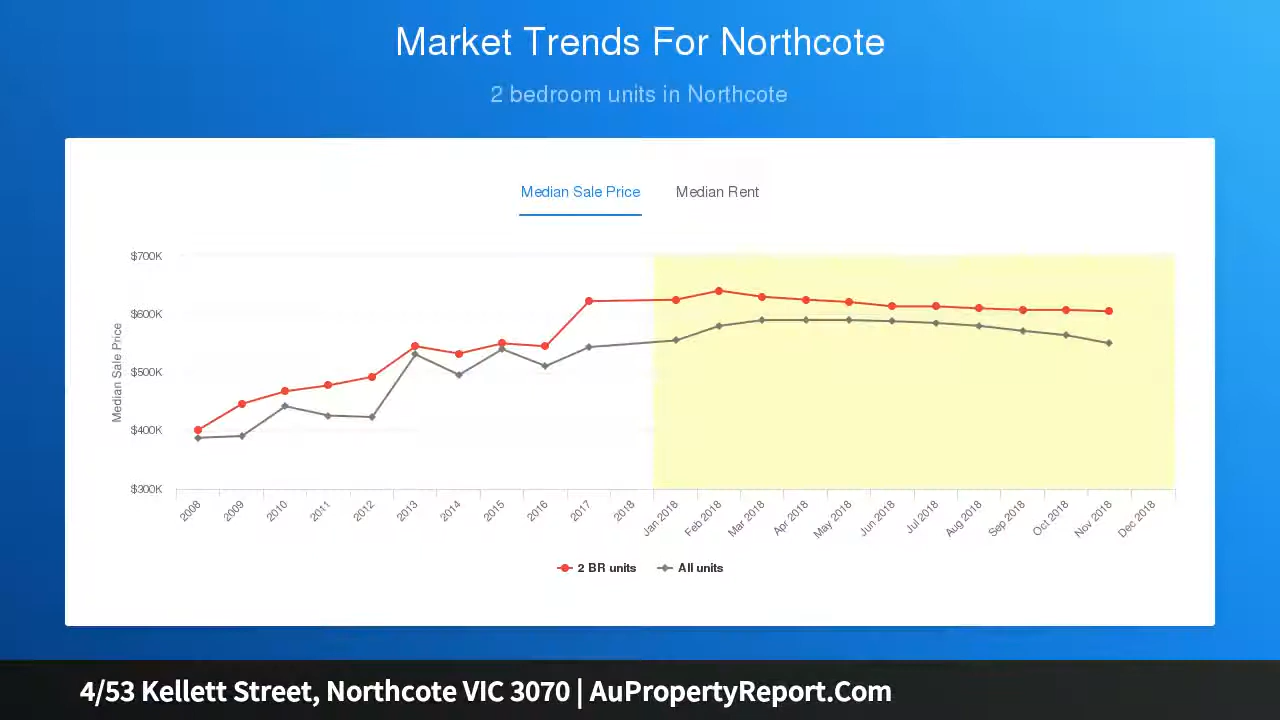 Market Trends For Northcote
2 bedroom units in Northcote
Median Sale Price Median Rent
$700K
$600K
$500K
$400K
$300K
Median Sale Price
2008 2009 2010 2011 2012 2013 2014 2015 2016 2017 2018 Jan 2018 Feb 2018 Mar 2018 Apr 2018 May 2018 Jun 2018 Jul 2018 Aug 2018 Sep 2018 Oct 2018 Nov 2018 Dec 2018
2 BR units All units
4/53 Kellett Street, Northcote VIC 3070 | AuPropertyReport.Com